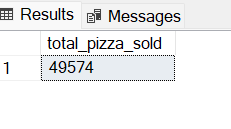 Results Messages
total_pizza_sold
1 49574